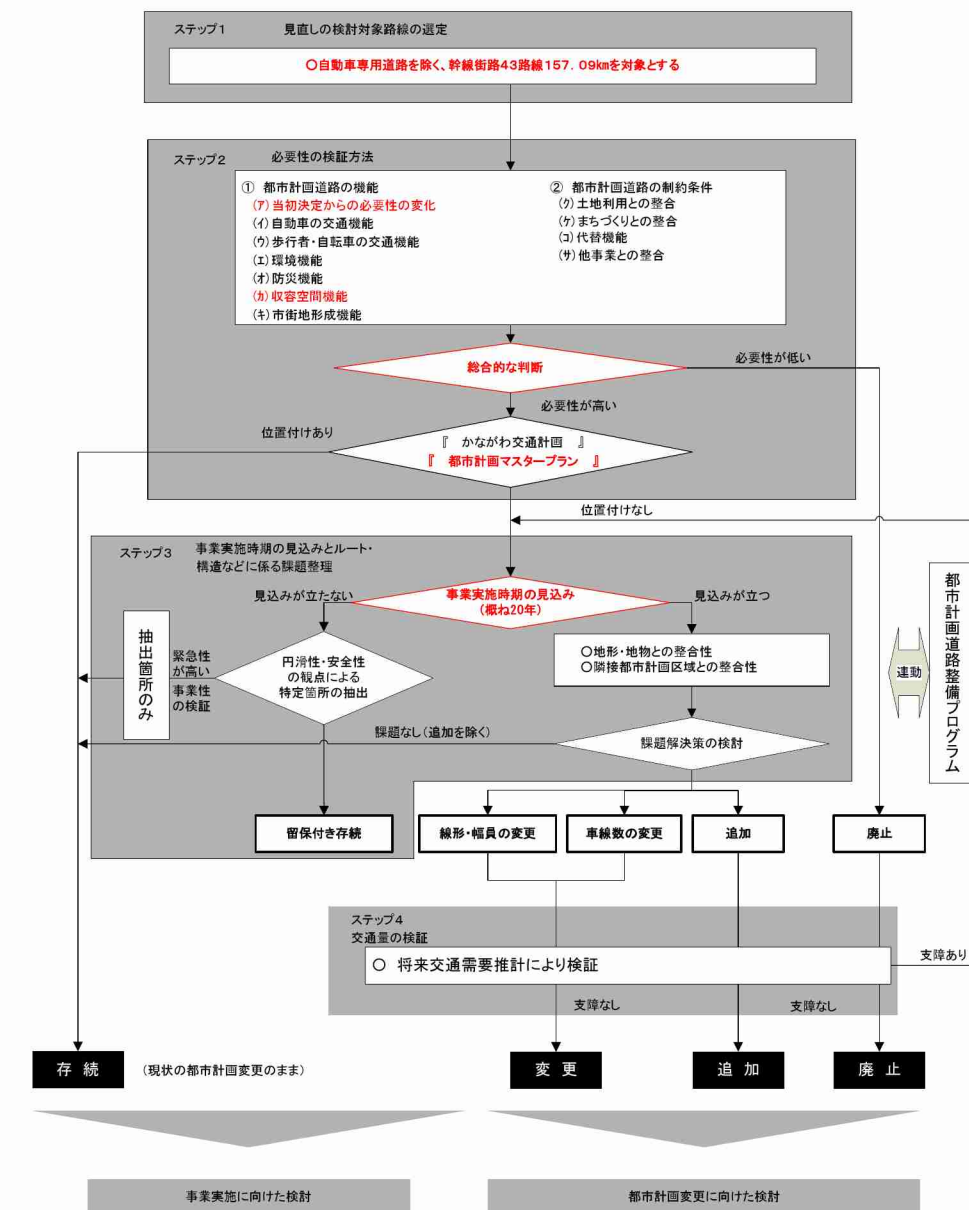 ステップ1 見直しの検討対象路線の選定
〇自動車専用道路を除く、幹線街路43路線157.09㎞を対象とする
ステップ2 必要性の検証方法
① 都市計画道路の機能
(ア)当初決定からの必要性の変化
(イ)自動車の交通機能
(ウ)歩行者・自転車の交通機能
(エ)環境機能
(オ)防災機能
(カ)収容空間機能
(キ)市街地形成機能
② 都市計画道路の制約条件
(ク)土地利用との整合
(ケ)まちづくりとの整合
(コ)代替機能
(サ)他事業との整合
総合的な判断
必要性が低い
必要性が高い
位置付けあり
『 かながわ交通計画 』
『 都市計画マスタープラン 』
位置付けなし
ステップ3 事業実施時期の見込みとルート・
構造などに係る課題整理
事業実施時期の見込み
(概ね20年)
見込みが立たない
見込みが立つ
抽出箇所のみ
緊急性
が高い
事業性
の検証
円滑性・安全性
の観点による
特定箇所の抽出
〇地形・地物との整合性
〇隣接都市計画区域との整合性
連動
都市計画道路整備プログラム
課題なし(追加を除く)
課題解決策の検討
留保付き存続
線形・幅員の変更
車線数の変更
追加
廃止
ステップ4
交通量の検証
〇 将来交通需要推計により検証
支障あり
支障なし
支障なし
存 続
(現状の都市計画変更のまま)
変 更
追 加
廃 止
事業実施に向けた検討
都市計画変更に向けた検討